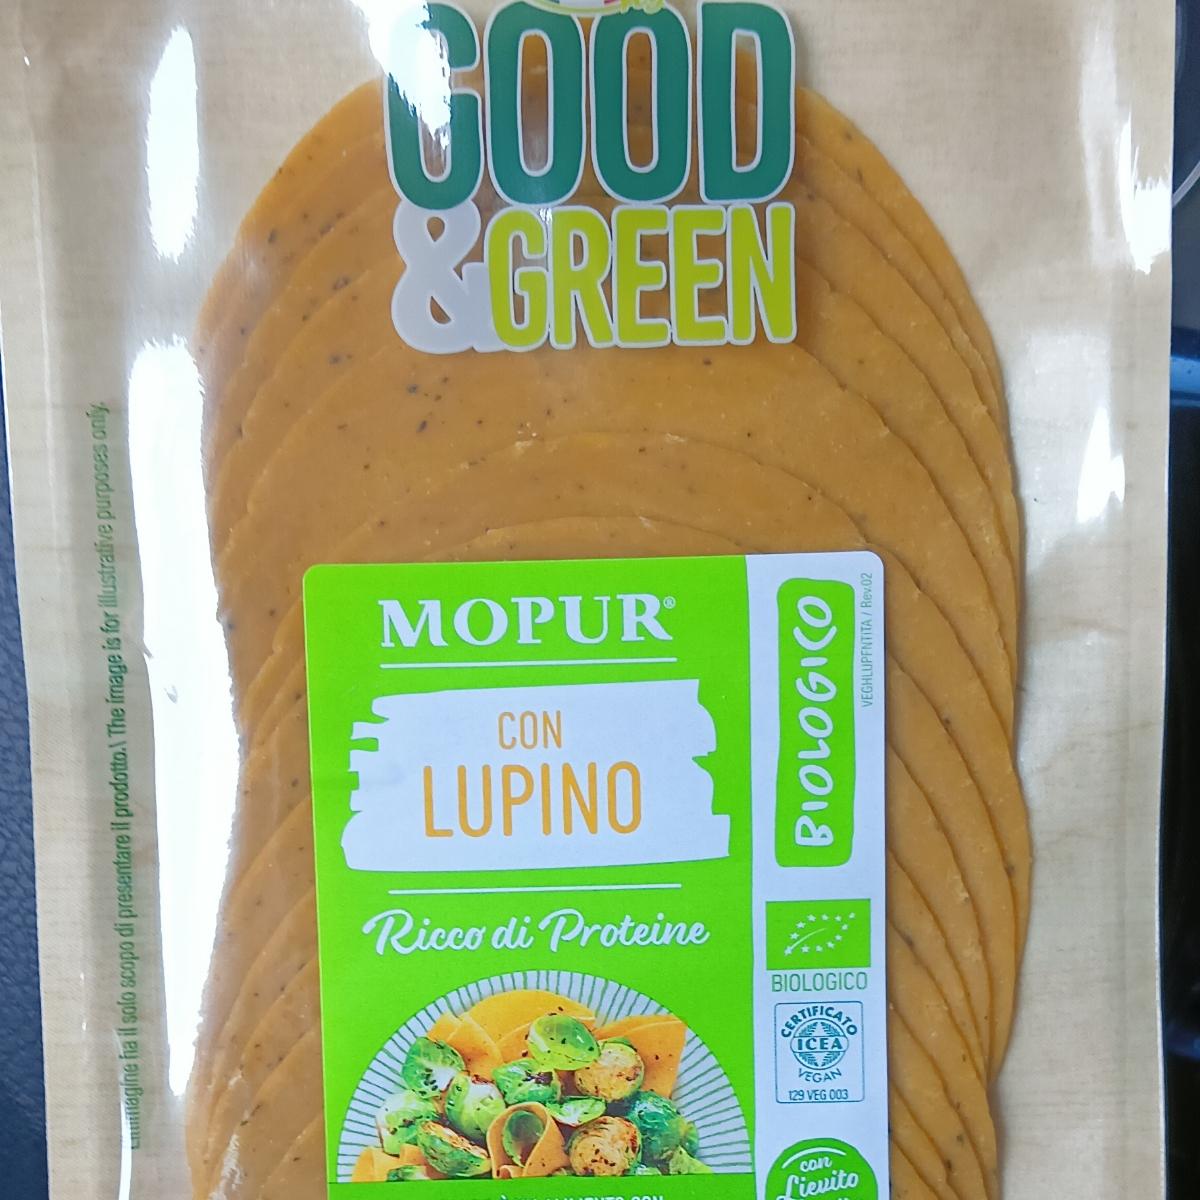 GOOD
&GREEN
MOPUR®
CON
LUPINO
Ricco di Proteine
BIOLOGICO
VEGHLUPFNTITA / Rev.02
BIOLOGICO
CERTIFICATO
ICEA
VEGAN
129 VEG 003
con
Lievito
L'immagine ha il solo scopo di presentare il prodotto.\ The image is for illustrative purposes only.